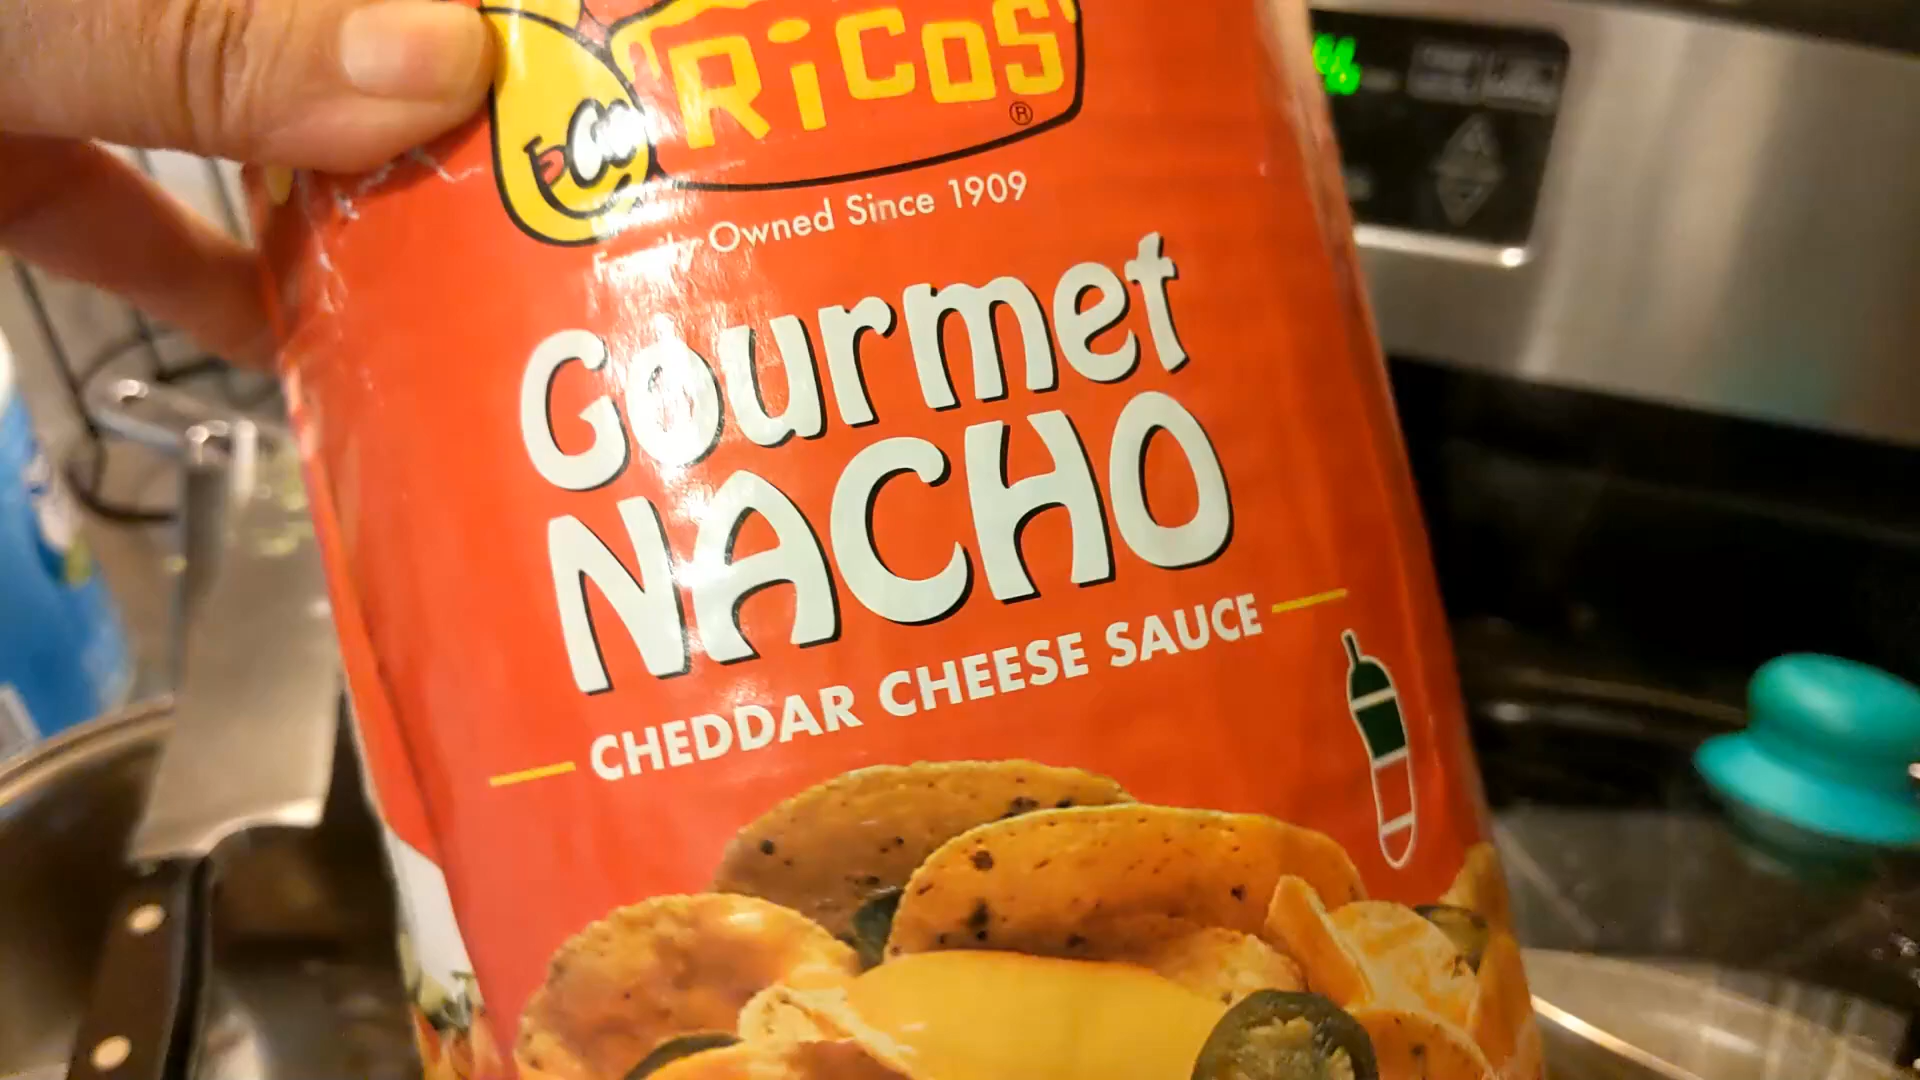 RiCOS®
Family Owned Since 1909
Gourmet
NACHO
CHEDDAR CHEESE SAUCE